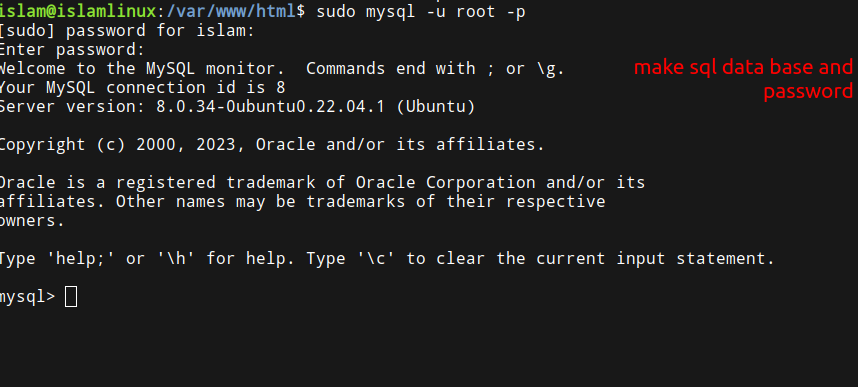 islam@islamlinux:/var/www/html$ sudo mysql -u root -p
[sudo] password for islam:
Enter password:
Welcome to the MySQL monitor.  Commands end with ; or \g.
Your MySQL connection id is 8
Server version: 8.0.34-0ubuntu0.22.04.1 (Ubuntu)
make sql data base and
password
Copyright (c) 2000, 2023, Oracle and/or its affiliates.
Oracle is a registered trademark of Oracle Corporation and/or its
affiliates. Other names may be trademarks of their respective
owners.
Type 'help;' or '\h' for help. Type '\c' to clear the current input statement.
mysql>